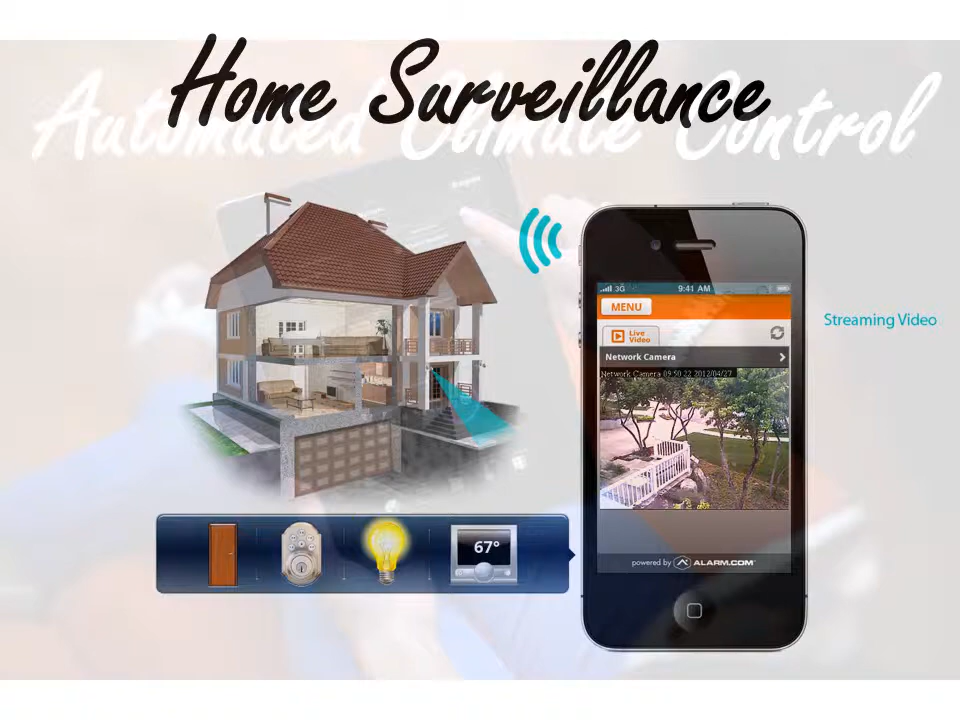 Home Surveillance
Automated Climate Control
3G 9:41 AM
MENU
Live
Video
Network Camera
Network Camera 09:50:22 2012/04/27
Streaming Video
67°
powered by ALARM.COM